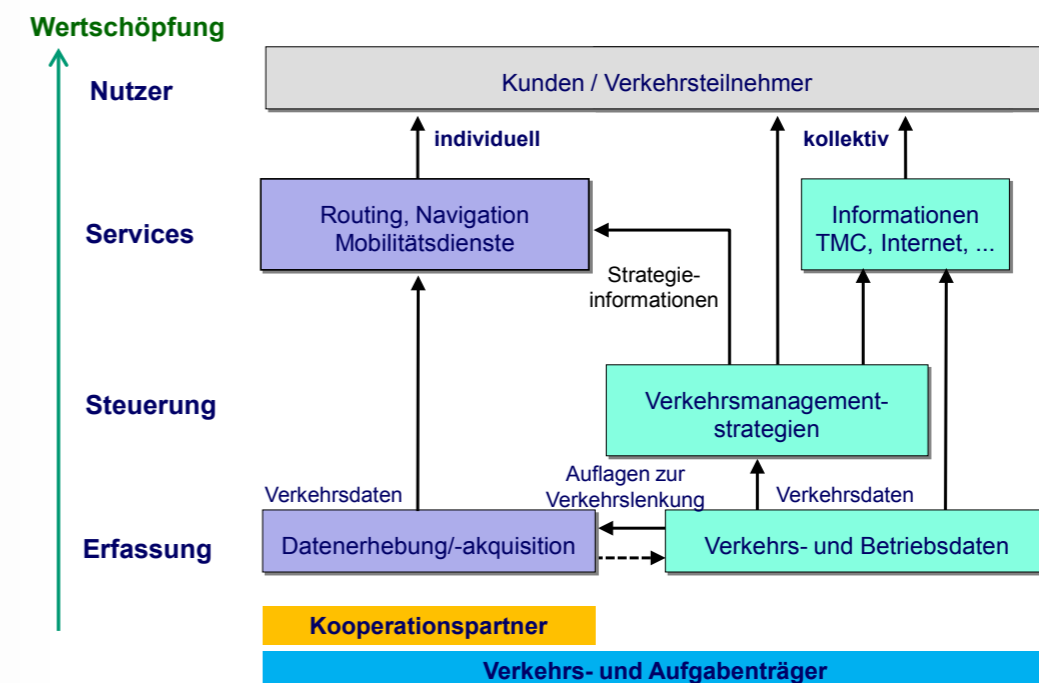 Wertschöpfung
Nutzer
Kunden / Verkehrsteilnehmer
individuell
kollektiv
Services
Routing, Navigation
Mobilitätsdienste
Informationen
TMC, Internet, ...
Strategie-
informationen
Steuerung
Verkehrsmanagement-
strategien
Verkehrsdaten
Auflagen zur
Verkehrslenkung
Verkehrsdaten
Erfassung
Datenerhebung/-akquisition
Verkehrs- und Betriebsdaten
Kooperationspartner
Verkehrs- und Aufgabenträger